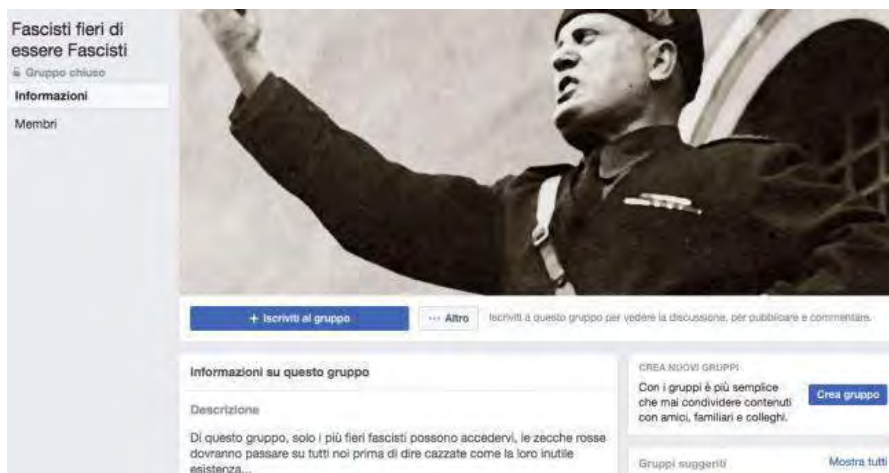 Fascisti fieri di
essere Fascisti
Gruppo chiuso
Informazioni
Membri
+ Iscriviti al gruppo
··· Altro
Iscriviti a questo gruppo per vedere la discussione, per pubblicare e commentare.
Informazioni su questo gruppo
Descrizione
Di questo gruppo, solo i più fieri fascisti possono accedervi, le zecche rosse
dovranno passare su tutti noi prima di dire cazzate come la loro inutile
esistenza...
CREA NUOVI GRUPPI
Con i gruppi è più semplice
che mai condividere contenuti
con amici, familiari e colleghi.
Crea gruppo
Gruppi suggeriti
Mostra tutti